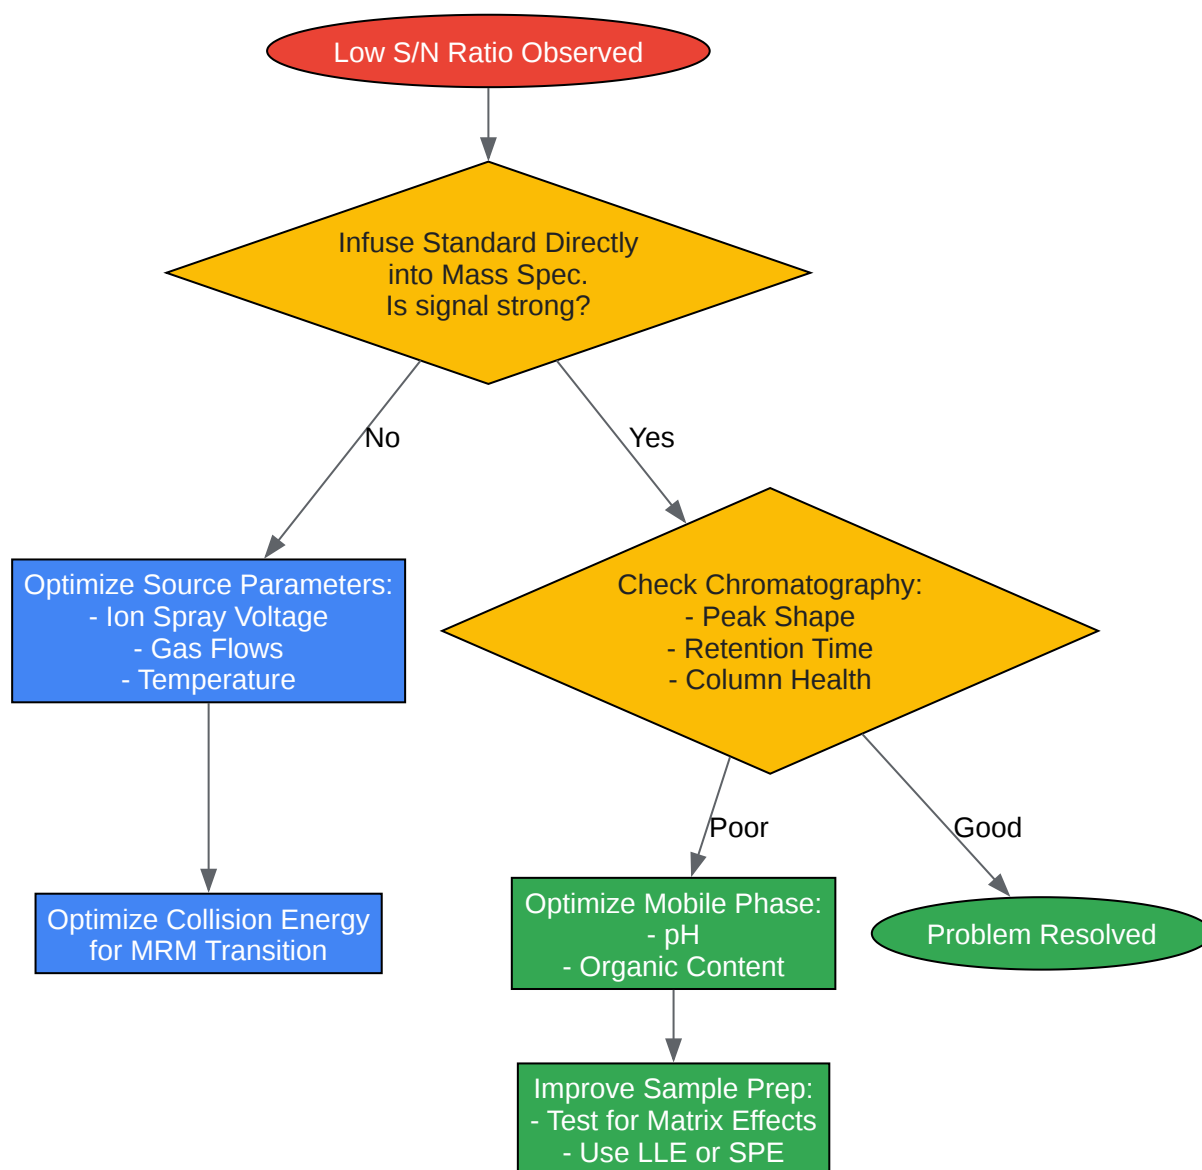 Low S/N Ratio Observed
Infuse Standard Directly
into Mass Spec.
Is signal strong?
No
Yes
Optimize Source Parameters:
- Ion Spray Voltage
- Gas Flows
- Temperature
Check Chromatography:
- Peak Shape
- Retention Time
- Column Health
Poor
Good
Optimize Collision Energy
for MRM Transition
Optimize Mobile Phase:
- pH
- Organic Content
Problem Resolved
Improve Sample Prep:
- Test for Matrix Effects
- Use LLE or SPE